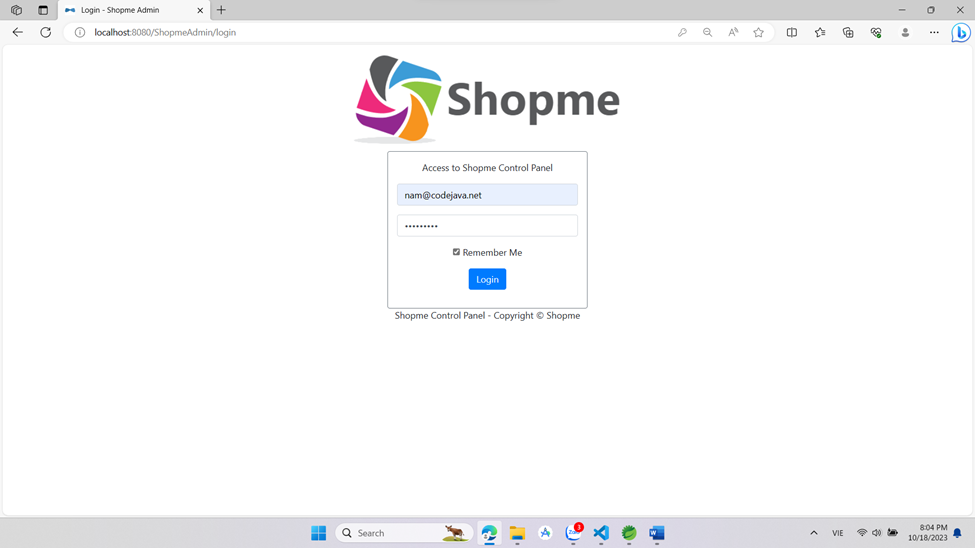 Login - Shopme Admin
localhost:8080/ShopmeAdmin/login
Shopme
Access to Shopme Control Panel
nam@codejava.net
•••••••••
Remember Me
Login
Shopme Control Panel - Copyright © Shopme
Search
3
VIE
8:04 PM
10/18/2023